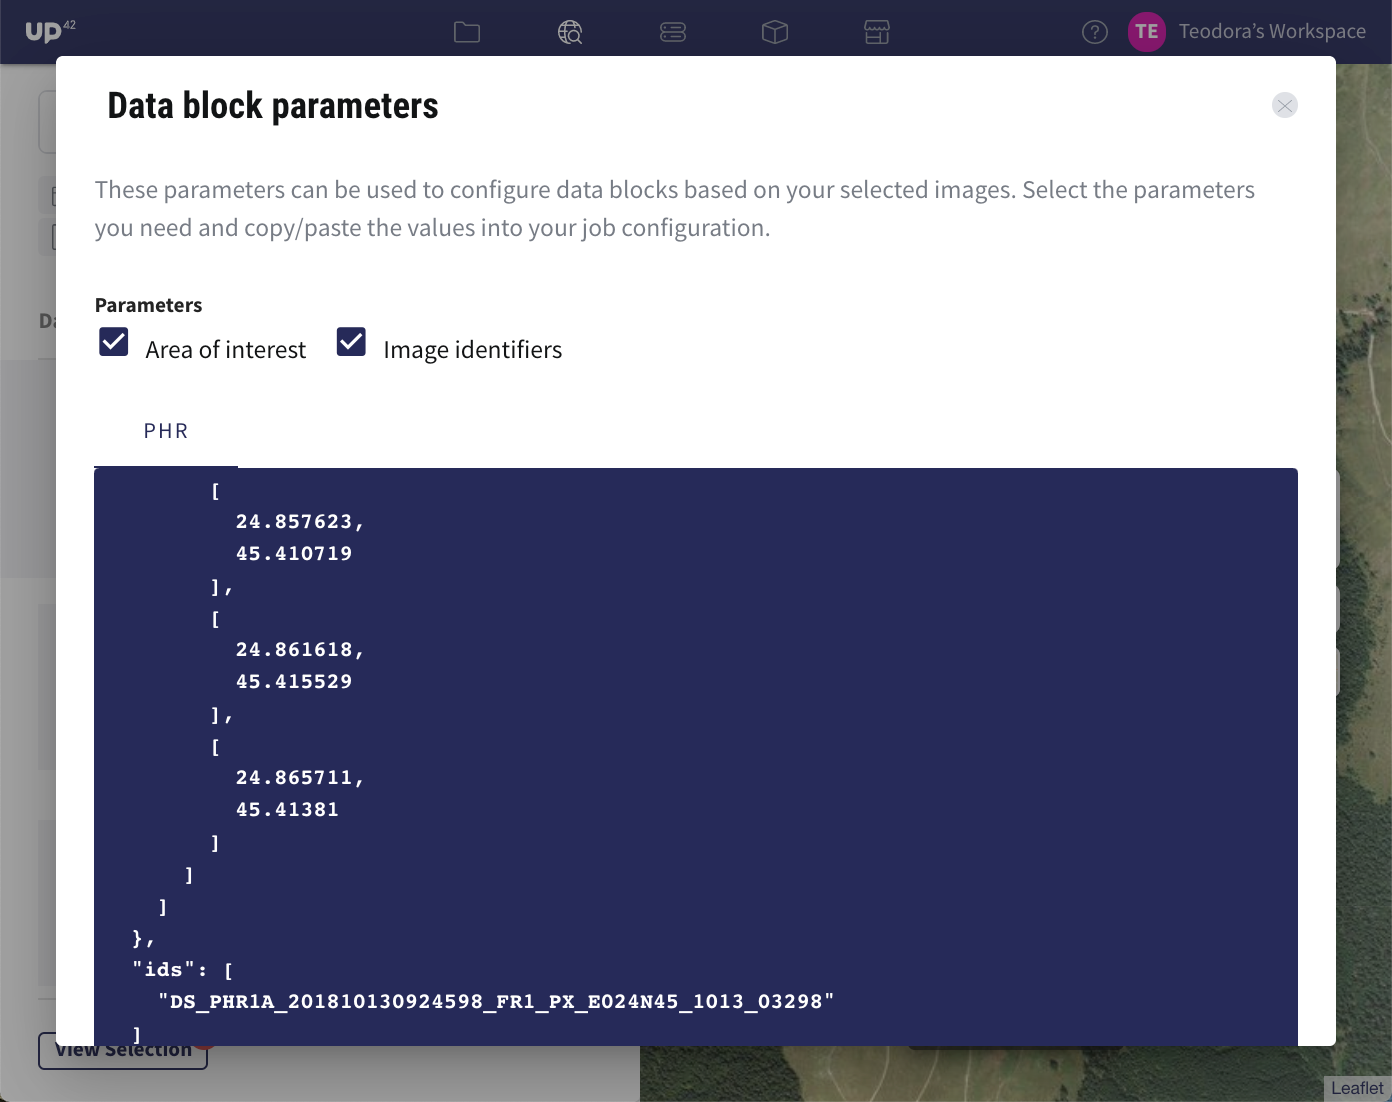 UP42
TE
Teodora's Workspace
Data block parameters
These parameters can be used to configure data blocks based on your selected images. Select the parameters
you need and copy/paste the values into your job configuration.
Parameters
Area of interest
Image identifiers
PHR
[
24.857623,
45.410719
],
[
24.861618,
45.415529
],
[
24.865711,
45.41381
]
]
]
},
"ids": [
"DS_PHR1A_201810130924598_FR1_PX_E024N45_1013_03298"
]
View Selection
Leaflet